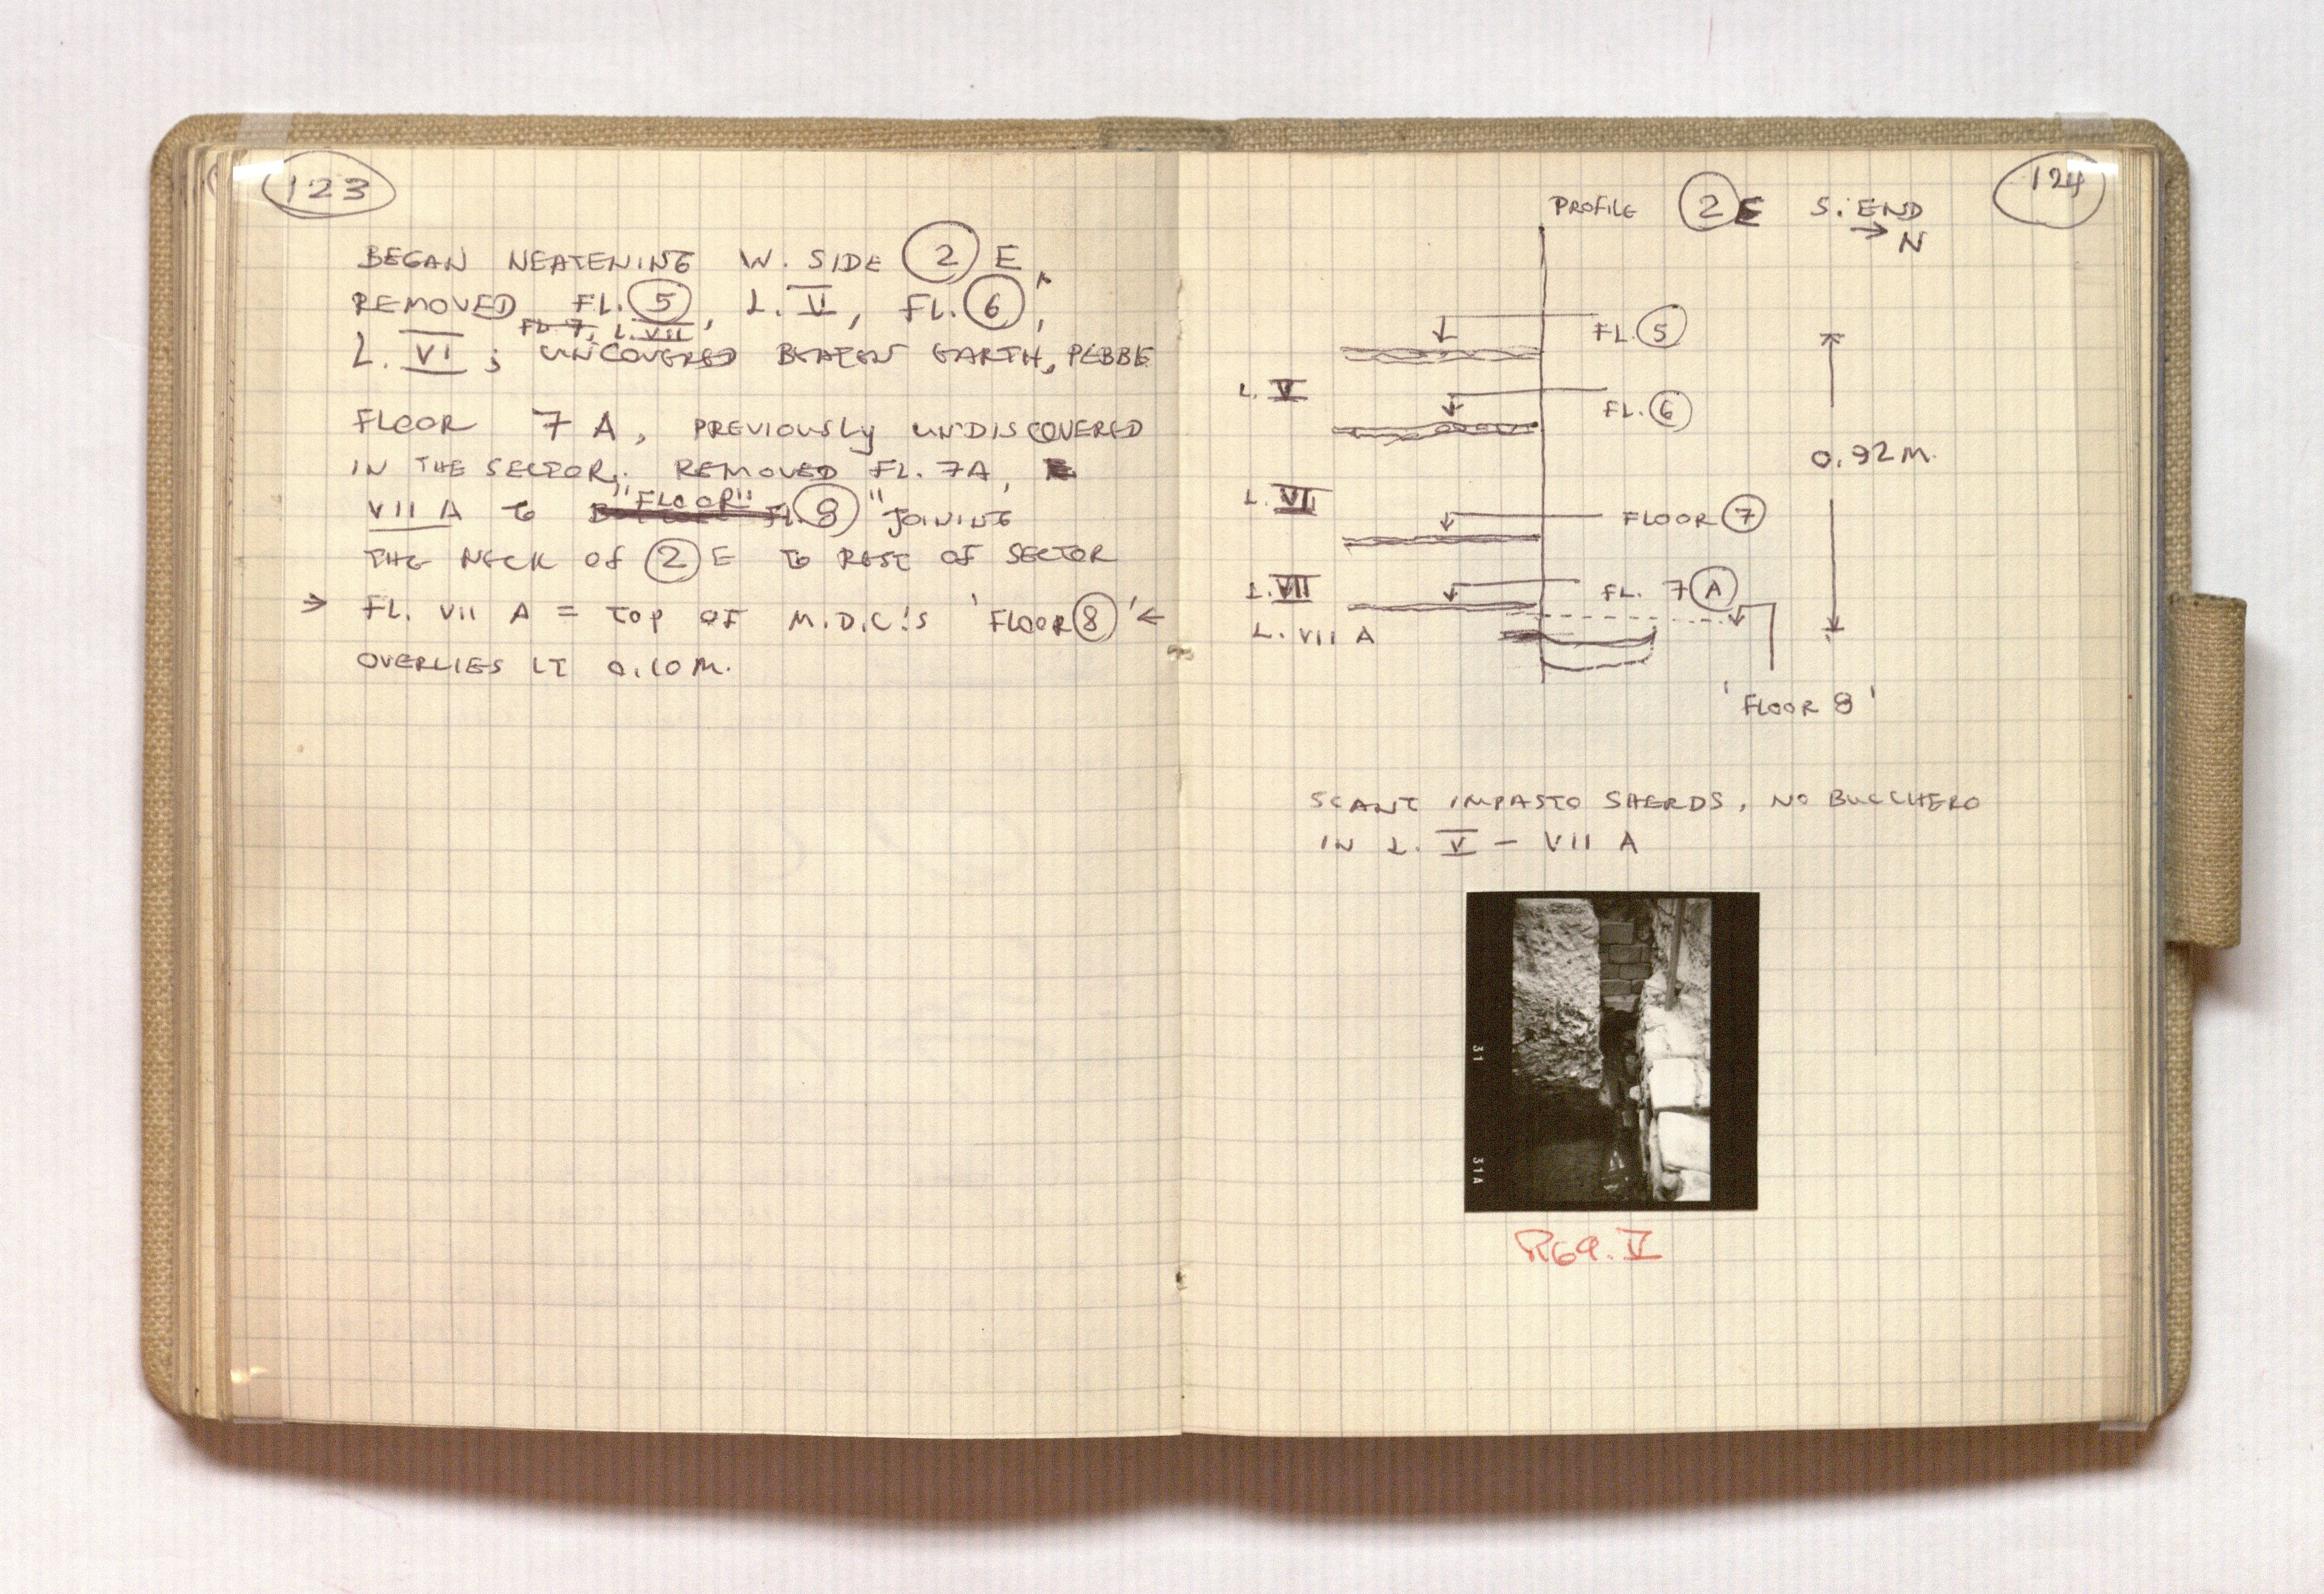 123
BEGAN NEATENING W. SIDE 2 E,
REMOVED FL. 5, L. V, FL. 6,
FL. 7, L. VII
L. VI; UNCOVERED BEATEN EARTH, PEBBE
FLOOR 7 A, PREVIOUSLY UNDISCOVERED
IN THE SECTOR; REMOVED FL. 7A,
"FLOOR"
VII A TO 8" JOINING
THE NECK OF 2 E TO REST OF SECTOR
→ FL. VII A = TOP OF M.D.C.'S 'FLOOR 8' ←
OVERLIES IT 0.10 M.
124
PROFILE 2 E S. END
→ N
FL. 5
L. V
FL. 6
0.92 M.
L. VI
FLOOR 7
L. VII
FL. 7 A
L. VII A
'FLOOR 8'
SCANT IMPASTO SHERDS, NO BUCCHERO
IN L. V – VII A
31
31A
R69. V